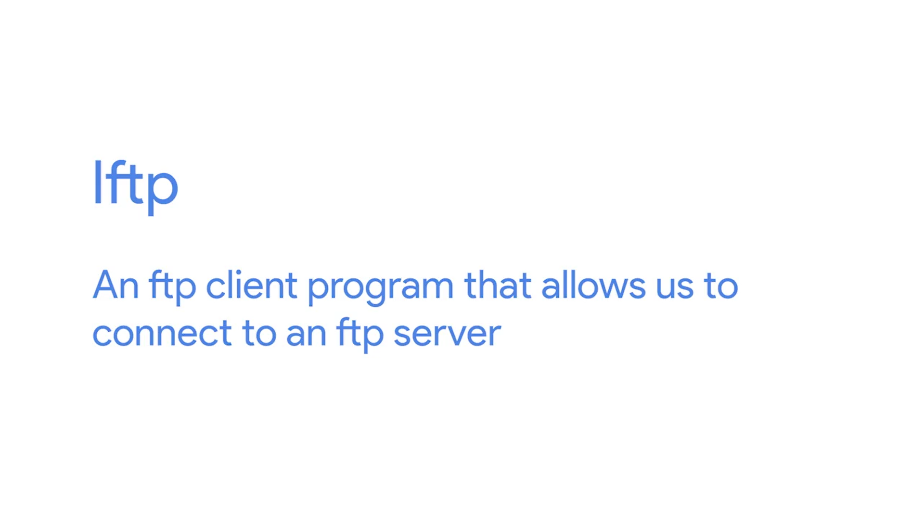 lftp
An ftp client program that allows us to
connect to an ftp server